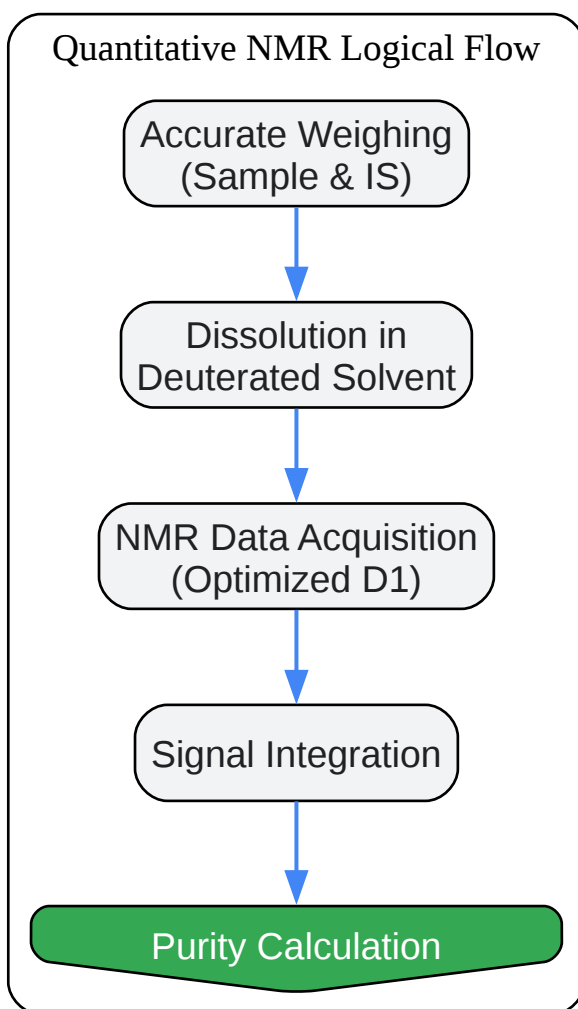 Quantitative NMR Logical Flow
Accurate Weighing
(Sample & IS)
Dissolution in
Deuterated Solvent
NMR Data Acquisition
(Optimized D1)
Signal Integration
Purity Calculation